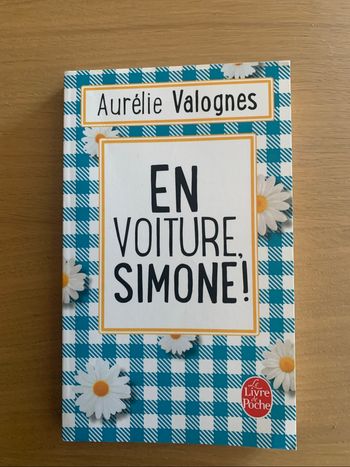 Aurélie Valognes
EN
VOITURE,
SIMONE!
Le
Livre
de
Poche